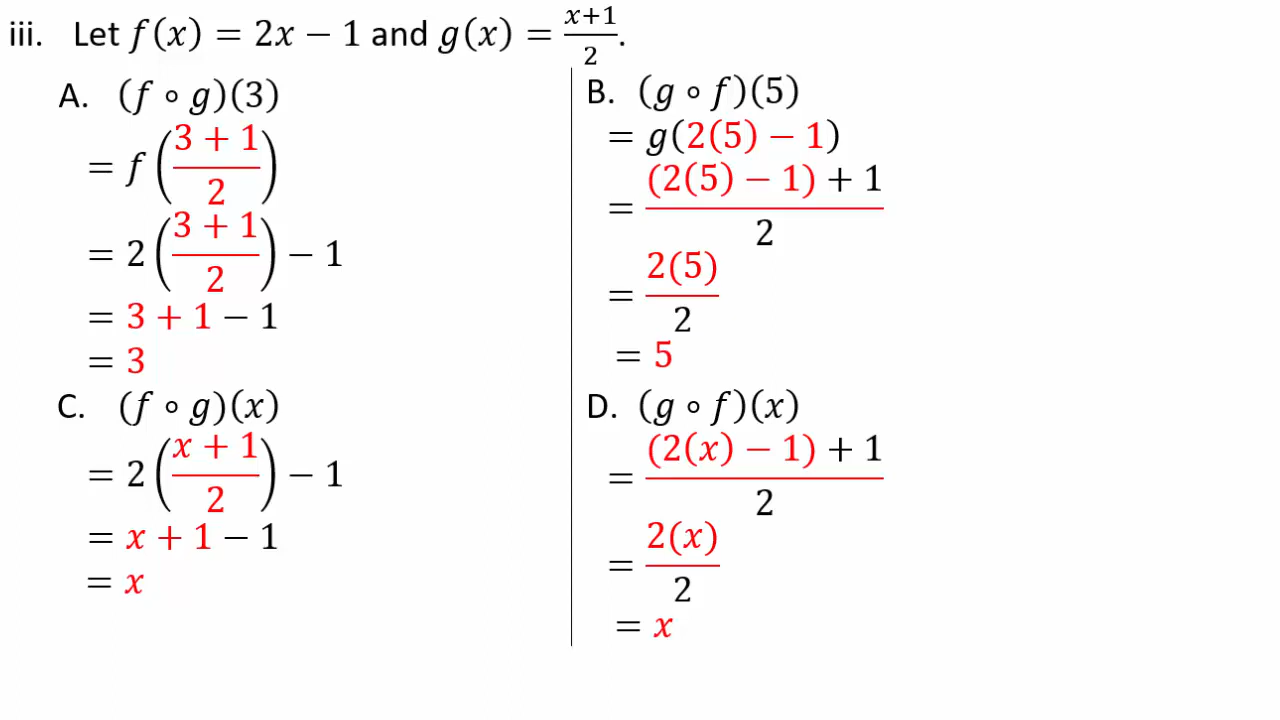 iii. Let f(x) = 2x − 1 and g(x) = (x+1)/2.
A. (f ∘ g)(3)
= f((3 + 1)/2)
= 2((3 + 1)/2) − 1
= 3 + 1 − 1
= 3
B. (g ∘ f)(5)
= g(2(5) − 1)
= ((2(5) − 1) + 1)/2
= 2(5)/2
= 5
C. (f ∘ g)(x)
= 2((x + 1)/2) − 1
= x + 1 − 1
= x
D. (g ∘ f)(x)
= ((2(x) − 1) + 1)/2
= 2(x)/2
= x